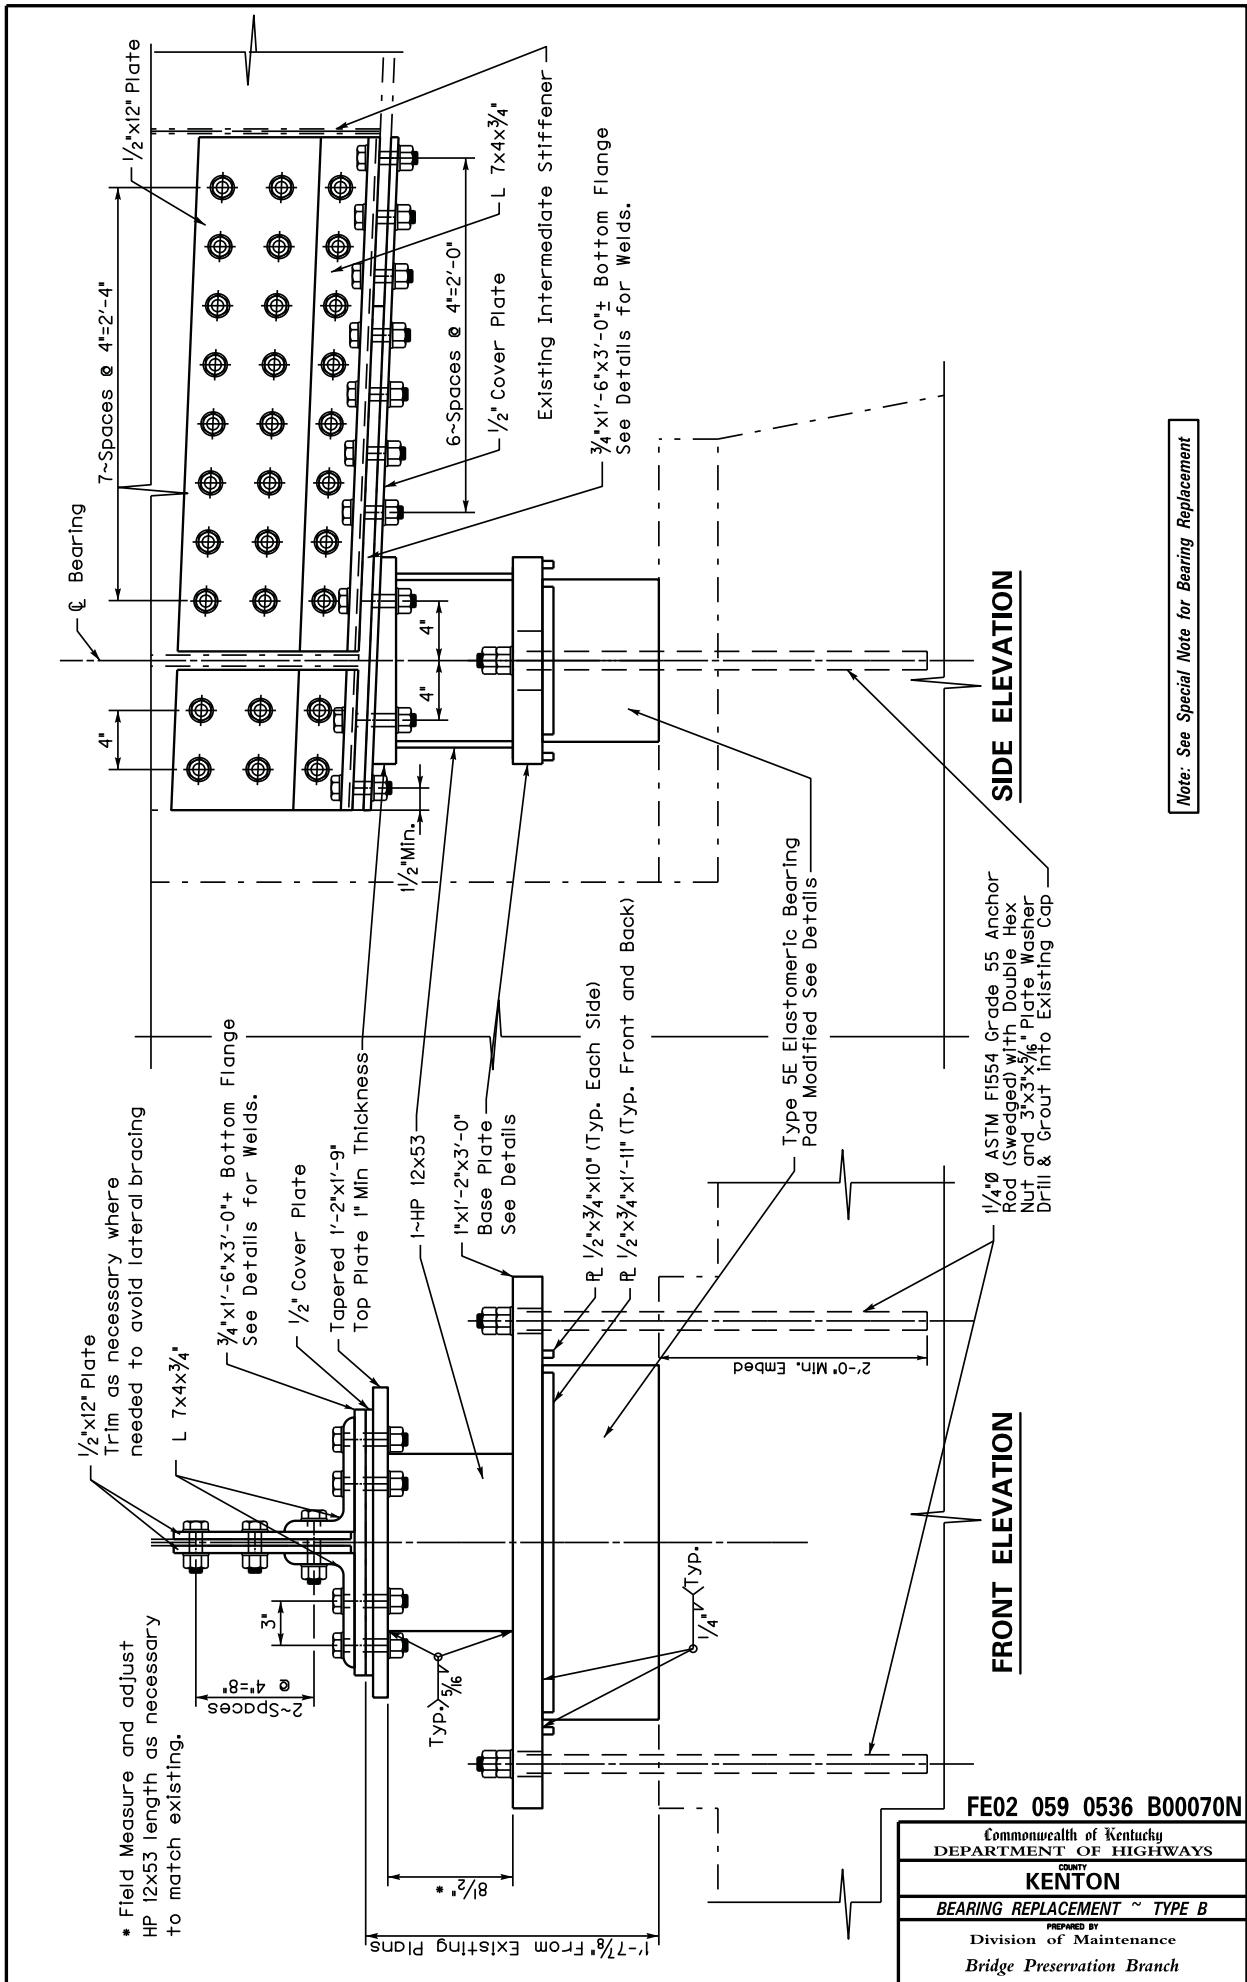 * Field Measure and adjust
HP 12x53 length as necessary
to match existing.
1/2"x12" Plate
Trim as necessary where
needed to avoid lateral bracing
L 7x4x3/4"
3/4"x1'-6"x3'-0"± Bottom Flange
See Details for Welds.
1/2" Cover Plate
Tapered 1'-2"x1'-9"
Top Plate 1" Min Thickness
1~HP 12x53
1"x1'-2"x3'-0"
Base Plate
See Details
PL 1/2"x3/4"x10" (Typ. Each Side)
PL 1/2"x3/4"x1'-11" (Typ. Front and Back)
Type 5E Elastomeric Bearing
Pad Modified See Details
1 1/4"Ø ASTM F1554 Grade 55 Anchor
Rod (Swedged) with Double Hex
Nut and 3"x3"x5/16" Plate Washer
Drill & Grout into Existing Cap
2~Spaces
@ 4"=8"
3"
Typ.
5/16
1/4"
Typ.
8 1/2" *
1'-7 7/8" From Existing Plans
2'-0" Min. Embed
FRONT ELEVATION
℄ Bearing
4"
7~Spaces @ 4"=2'-4"
1/2"x12" Plate
L 7x4x3/4"
6~Spaces @ 4"=2'-0"
1/2" Cover Plate
Existing Intermediate Stiffener
3/4"x1'-6"x3'-0"± Bottom Flange
See Details for Welds.
4"
4"
1 1/2"Min.
SIDE ELEVATION
Note: See Special Note for Bearing Replacement
FE02 059 0536 B00070N
Commonwealth of Kentucky
DEPARTMENT OF HIGHWAYS
COUNTY
KENTON
BEARING REPLACEMENT ~ TYPE B
PREPARED BY
Division of Maintenance
Bridge Preservation Branch